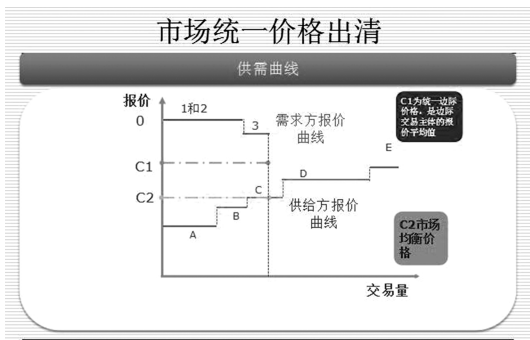 市场统一价格出清
供需曲线
报价
0
1和2
3
需求方报价
曲线
C1为统一边际
价格，是边际
交易主体的报
价平均值
E
C1
D
C
C2
B
供给方报价
曲线
A
C2市场
均衡价
格
交易量